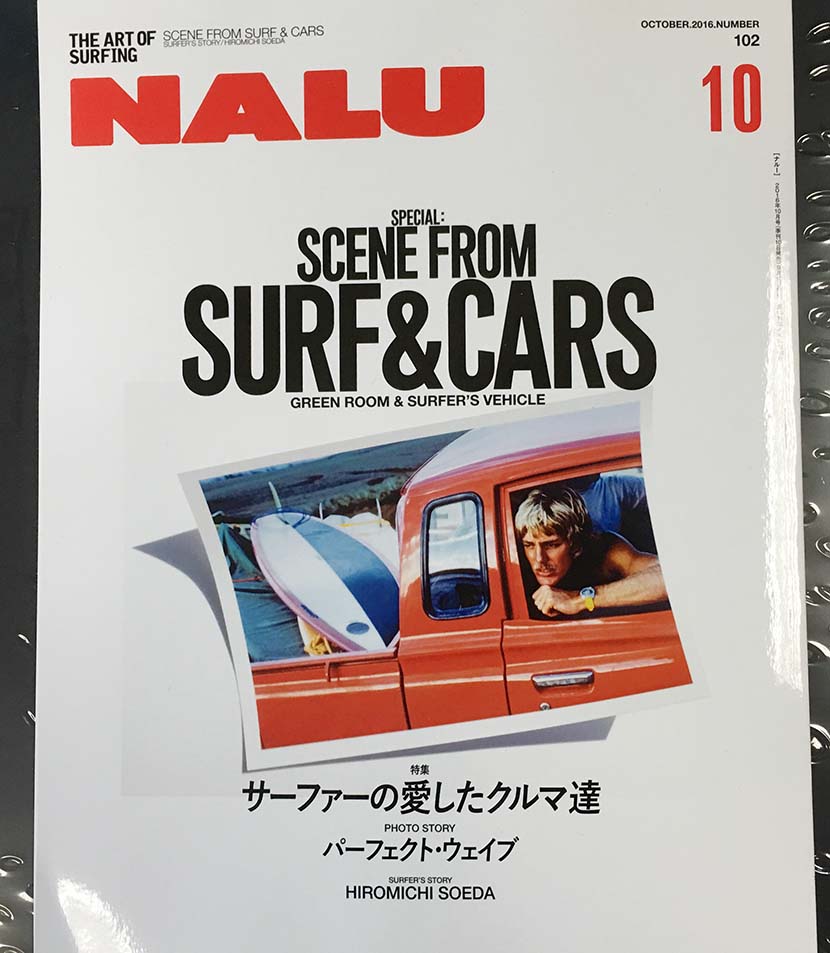 THE ART OF
SURFING
SCENE FROM SURF & CARS
SURFER'S STORY/HIROMICHI SOEDA
OCTOBER.2016.NUMBER
102
NALU
10
[ナルー]
SPECIAL:
SCENE FROM
SURF&CARS
GREEN ROOM & SURFER'S VEHICLE
特集
サーファーの愛したクルマ達
PHOTO STORY
パーフェクト・ウェイブ
SURFER'S STORY
HIROMICHI SOEDA